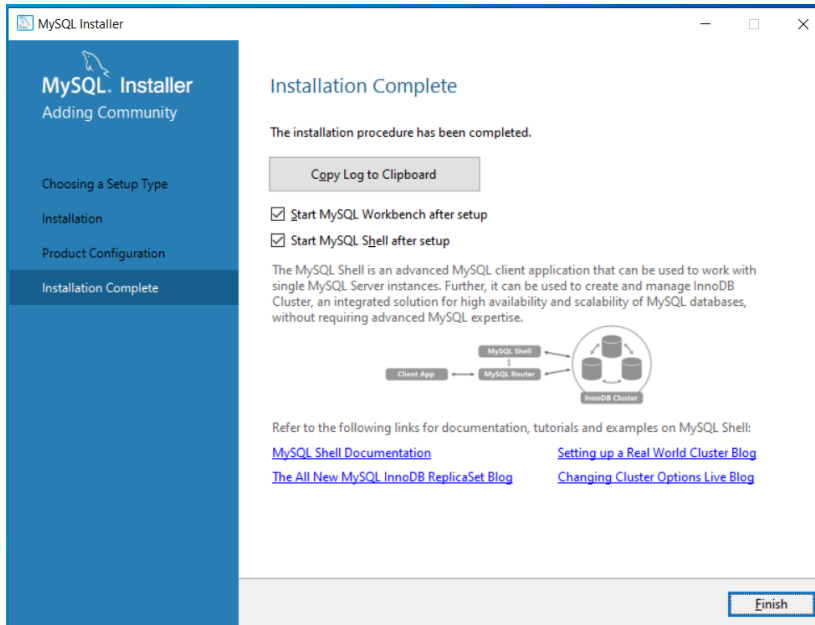 MySQL Installer
MySQL. Installer
Adding Community
Choosing a Setup Type
Installation
Product Configuration
Installation Complete
Installation Complete
The installation procedure has been completed.
Copy Log to Clipboard
Start MySQL Workbench after setup
Start MySQL Shell after setup
The MySQL Shell is an advanced MySQL client application that can be used to work with
single MySQL Server instances. Further, it can be used to create and manage InnoDB
Cluster, an integrated solution for high availability and scalability of MySQL databases,
without requiring advanced MySQL expertise.
MySQL Shell
Client App
MySQL Router
InnoDB Cluster
Refer to the following links for documentation, tutorials and examples on MySQL Shell:
MySQL Shell Documentation
Setting up a Real World Cluster Blog
The All New MySQL InnoDB ReplicaSet Blog
Changing Cluster Options Live Blog
Finish